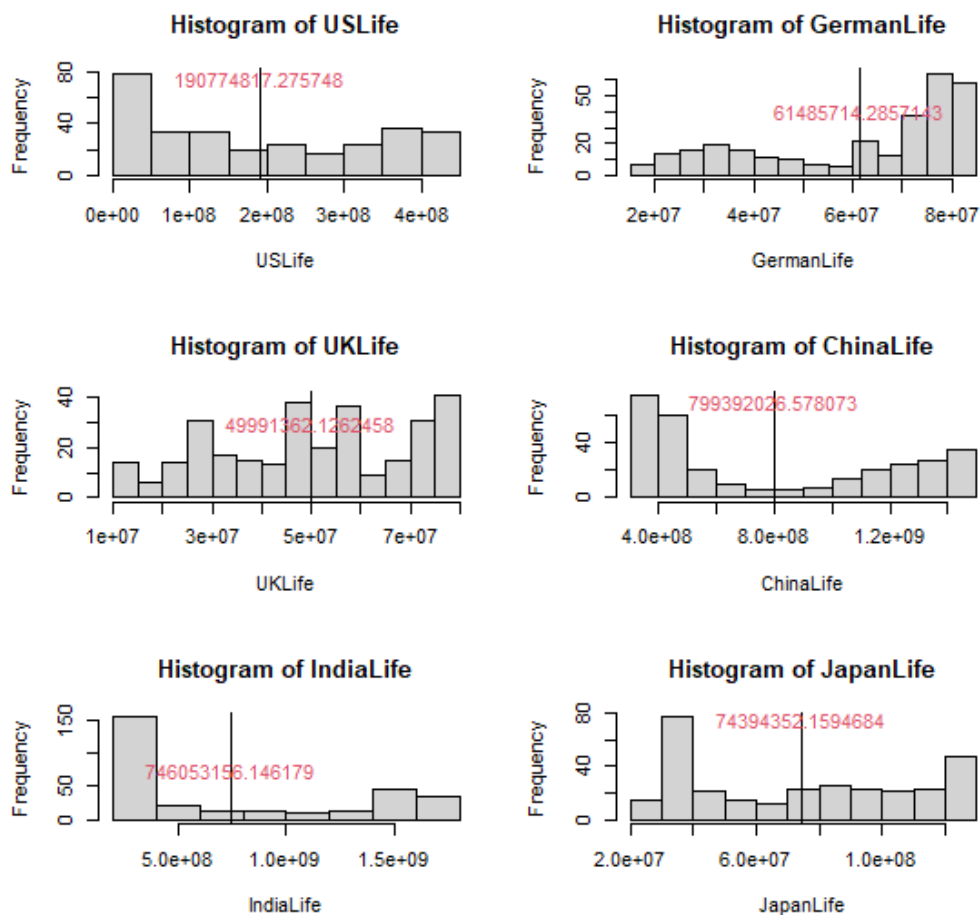 Histogram of USLife
190774817.275748
Frequency
80
40
0
0e+00 1e+08 2e+08 3e+08 4e+08
USLife
Histogram of GermanLife
61485714.2857143
Frequency
60
20
0
2e+07 4e+07 6e+07 8e+07
GermanLife
Histogram of UKLife
49991362.1262458
Frequency
40
20
0
1e+07 3e+07 5e+07 7e+07
UKLife
Histogram of ChinaLife
799392026.578073
Frequency
40
0
4.0e+08 8.0e+08 1.2e+09
ChinaLife
Histogram of IndiaLife
746053156.146179
Frequency
150
50
0
5.0e+08 1.0e+09 1.5e+09
IndiaLife
Histogram of JapanLife
74394352.1594684
Frequency
80
40
0
2.0e+07 6.0e+07 1.0e+08
JapanLife